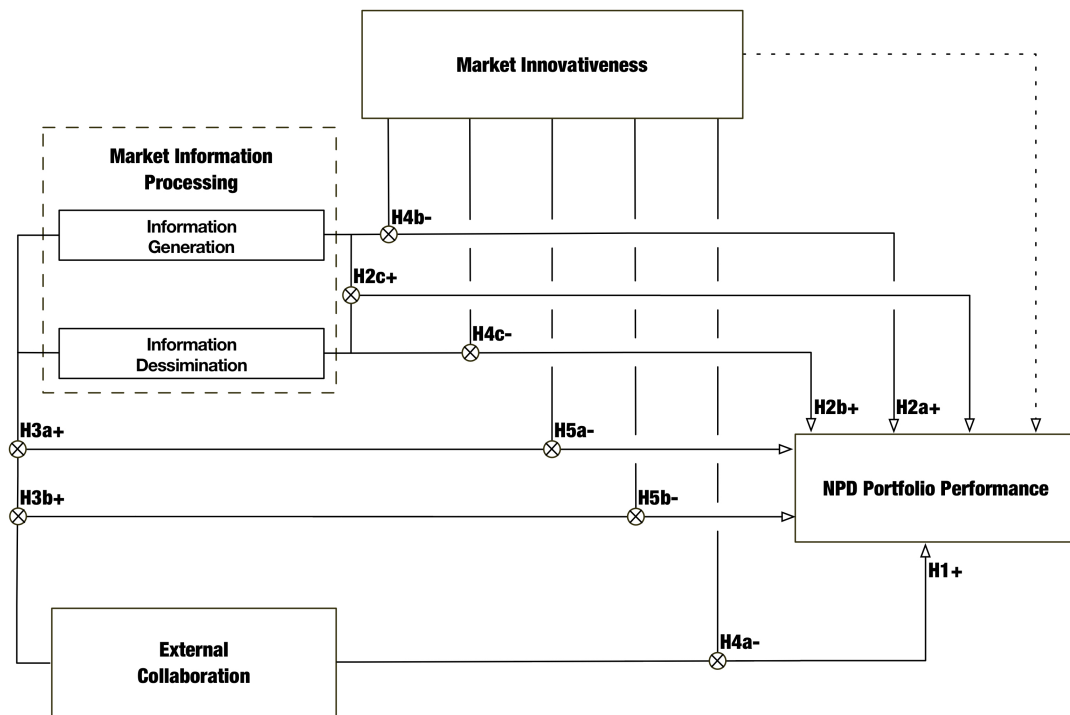 Market Innovativeness
Market Information
Processing
Information
Generation
H4b-
H2c+
Information
Dessimination
H4c-
H2b+
H2a+
H3a+
H5a-
NPD Portfolio Performance
H3b+
H5b-
H1+
External
Collaboration
H4a-